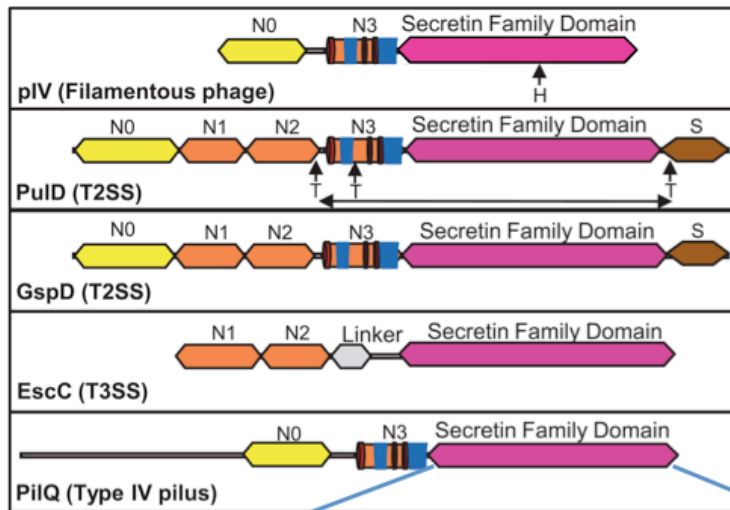 N0 N3 Secretin Family Domain
H
pIV (Filamentous phage)
N0 N1 N2 N3 Secretin Family Domain S
T T T
PulD (T2SS)
N0 N1 N2 N3 Secretin Family Domain S
GspD (T2SS)
N1 N2 Linker Secretin Family Domain
EscC (T3SS)
N0 N3 Secretin Family Domain
PilQ (Type IV pilus)